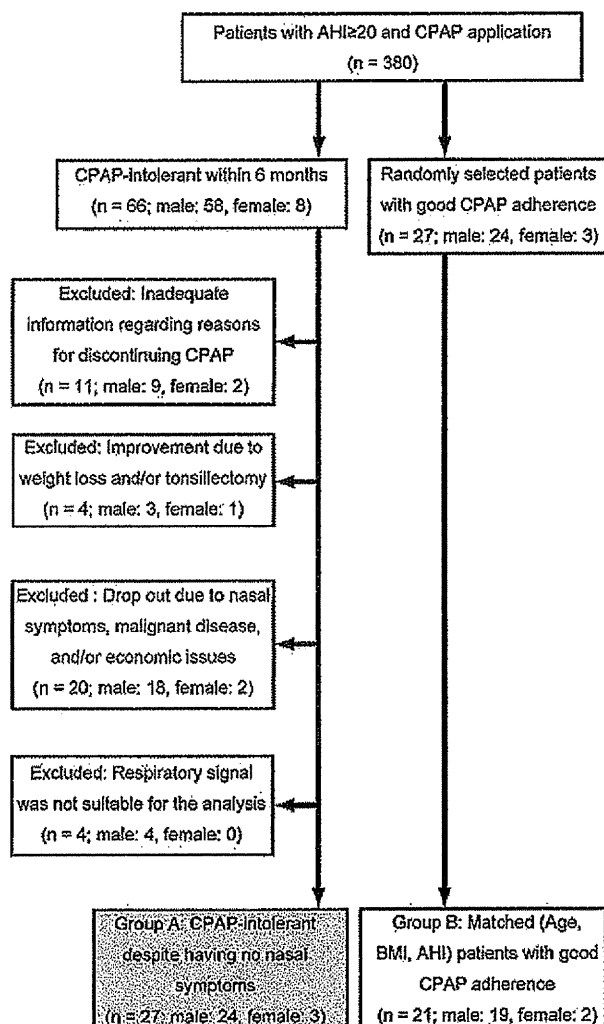 Patients with AHI≥20 and CPAP application
(n = 380)
CPAP-intolerant within 6 months
(n = 66; male: 58, female: 8)
Randomly selected patients
with good CPAP adherence
(n = 27; male: 24, female: 3)
Excluded: Inadequate
information regarding reasons
for discontinuing CPAP
(n = 11; male: 9, female: 2)
Excluded: Improvement due to
weight loss and/or tonsillectomy
(n = 4; male: 3, female: 1)
Excluded : Drop out due to nasal
symptoms, malignant disease,
and/or economic issues
(n = 20; male: 18, female: 2)
Excluded: Respiratory signal
was not suitable for the analysis
(n = 4; male: 4, female: 0)
Group A: CPAP-intolerant
despite having no nasal
symptoms
(n = 27; male: 24, female: 3)
Group B: Matched (Age,
BMI, AHI) patients with good
CPAP adherence
(n = 21; male: 19, female: 2)